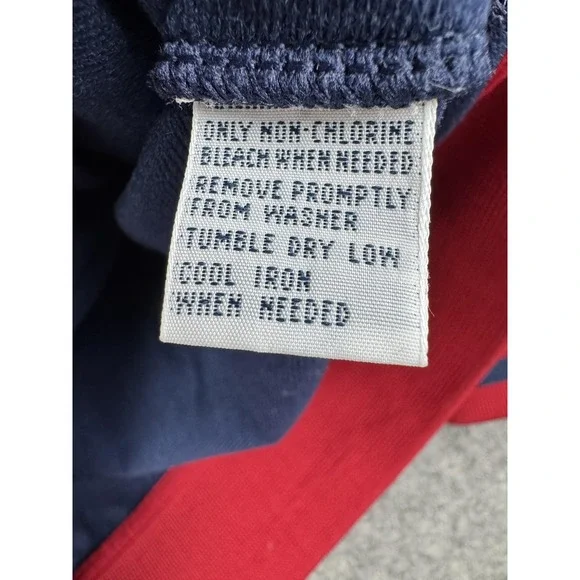 ONLY NON-CHLORINE
BLEACH WHEN NEEDED
REMOVE PROMPTLY
FROM WASHER
TUMBLE DRY LOW
COOL IRON
WHEN NEEDED